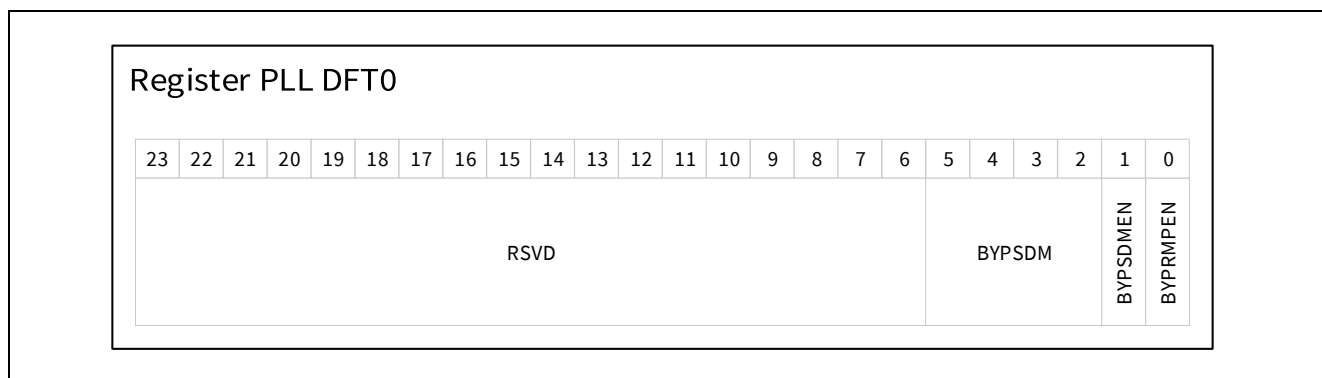 Register PLL DFT0
23 22 21 20 19 18 17 16 15 14 13 12 11 10 9 8 7 6 5 4 3 2 1 0
RSVD BYPSDM BYPSDMEN BYPRMPEN